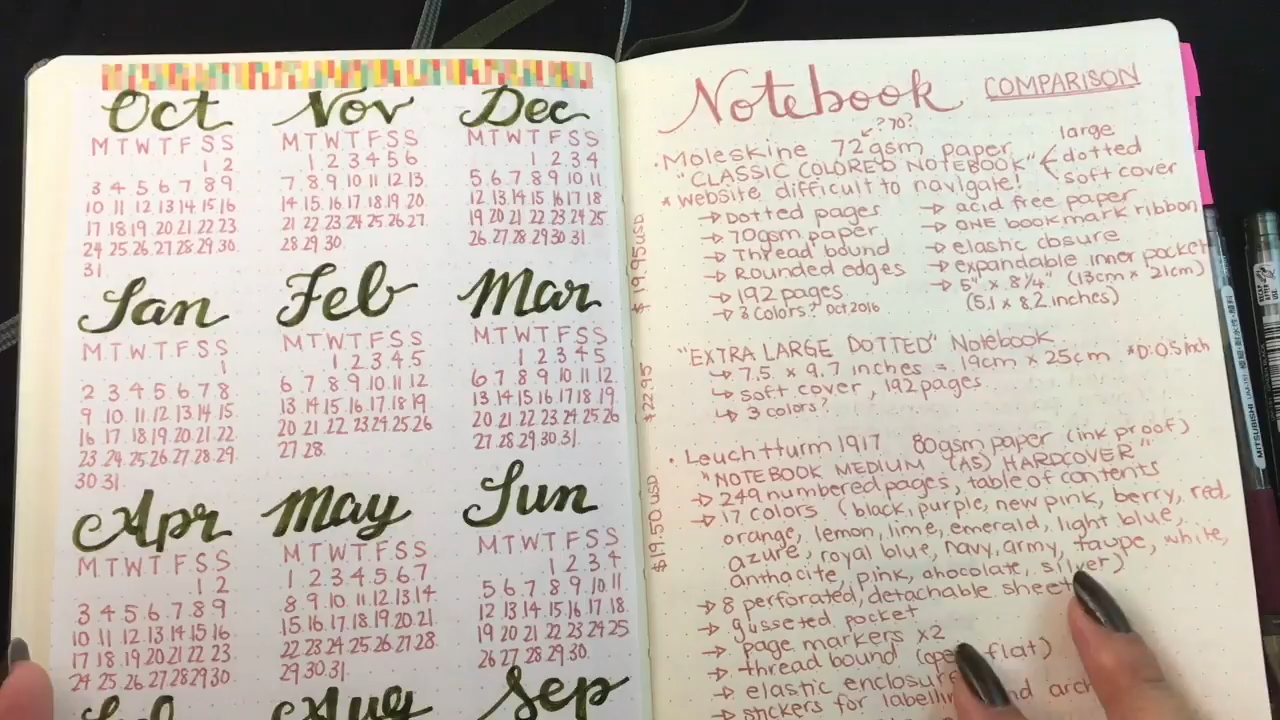 Oct Nov Dec
M T W T F S S M T W T F S S M T W T F S S
1 2 1 2 3 4 5 6 1 2 3 4
3 4 5 6 7 8 9 7 8 9 10 11 12 13 5 6 7 8 9 10 11
10 11 12 13 14 15 16 14 15 16 17 18 19 20 12 13 14 15 16 17 18
17 18 19 20 21 22 23 21 22 23 24 25 26 27 19 20 21 22 23 24 25
24 25 26 27 28 29 30 28 29 30 26 27 28 29 30 31
31
Jan Feb Mar
M T W T F S S M T W T F S S M T W T F S S
1 1 2 3 4 5 1 2 3 4 5
2 3 4 5 6 7 8 6 7 8 9 10 11 12 6 7 8 9 10 11 12
9 10 11 12 13 14 15 13 14 15 16 17 18 19 13 14 15 16 17 18 19
16 17 18 19 20 21 22 20 21 22 23 24 25 26 20 21 22 23 24 25 26
23 24 25 26 27 28 29 27 28 27 28 29 30 31
30 31
Apr May Jun
M T W T F S S M T W T F S S M T W T F S S
1 2 1 2 3 4 5 6 7 1 2 3 4
3 4 5 6 7 8 9 8 9 10 11 12 13 14 5 6 7 8 9 10 11
10 11 12 13 14 15 16 15 16 17 18 19 20 21 12 13 14 15 16 17 18
17 18 19 20 21 22 23 22 23 24 25 26 27 28 19 20 21 22 23 24 25
24 25 26 27 28 29 30 29 30 31 26 27 28 29 30
Jul Aug Sep
Notebook COMPARISON
?70?
• Moleskine 72gsm paper large
"CLASSIC COLORED NOTEBOOK" dotted
soft cover
* website difficult to navigate!
$19.95USD
→ Dotted pages → acid free paper
→ 70gsm paper → ONE bookmark ribbon
→ Thread bound → elastic closure
→ Rounded edges → expandable inner pocket
→ 192 pages → 5" × 8¼" (13cm × 21cm)
→ 3 colors? Oct 2016 (5.1 × 8.2 inches)
"EXTRA LARGE DOTTED" Notebook
$22.95
→ 7.5 × 9.7 inches = 19cm × 25cm *D:0.5inch
→ soft cover, 192 pages
→ 3 colors?
• Leuchtturm 1917 80gsm paper (ink proof)
"NOTEBOOK MEDIUM (A5) HARDCOVER"
$19.50 USD
→ 249 numbered pages, table of contents
→ 17 colors (black, purple, new pink, berry, red,
orange, lemon, lime, emerald, light blue,
azure, royal blue, navy, army, taupe, white,
anthacite, pink, ahocolate, silver)
→ 8 perforated, detachable sheets
→ gusseted pocket
→ page markers x2
→ thread bound (open flat)
→ elastic enclosure
→ stickers for labelling and
MITSUBISHI